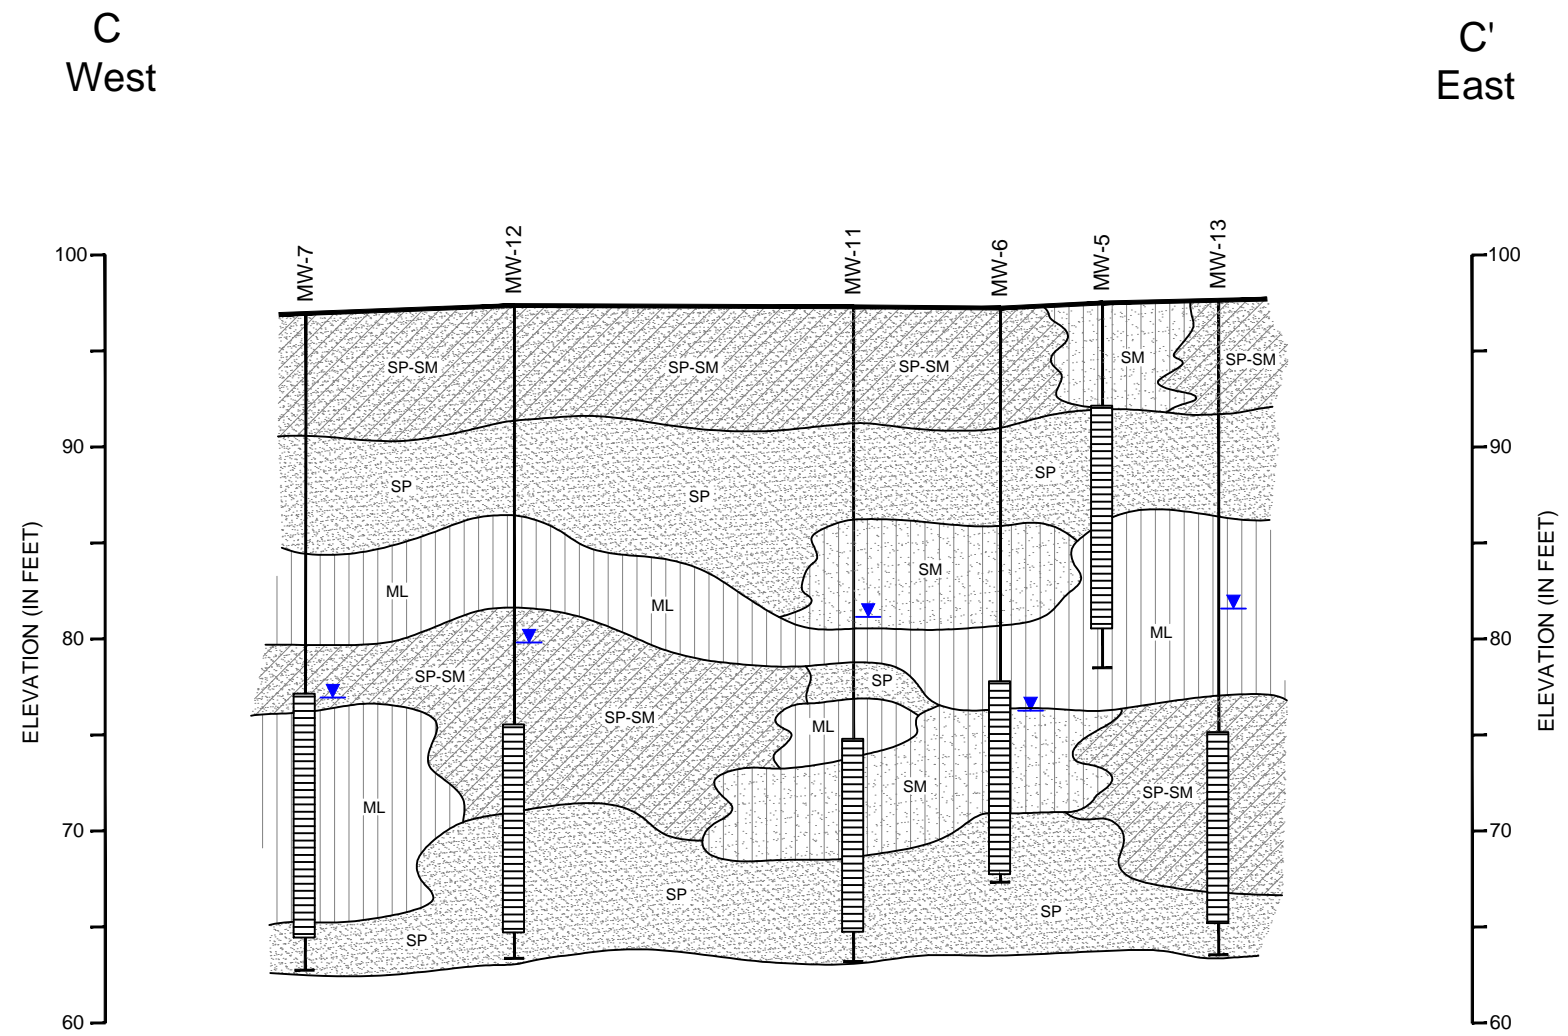 C
West
C'
East
MW-7
MW-12
MW-11
MW-6
MW-5
MW-13
100
90
80
70
60
ELEVATION (IN FEET)
100
90
80
70
60
ELEVATION (IN FEET)
SP-SM
SP-SM
SP-SM
SM
SP-SM
SP
SP
SP
ML
ML
SM
ML
SP-SM
SP-SM
SP
ML
ML
SM
SP-SM
SP
SP
SP